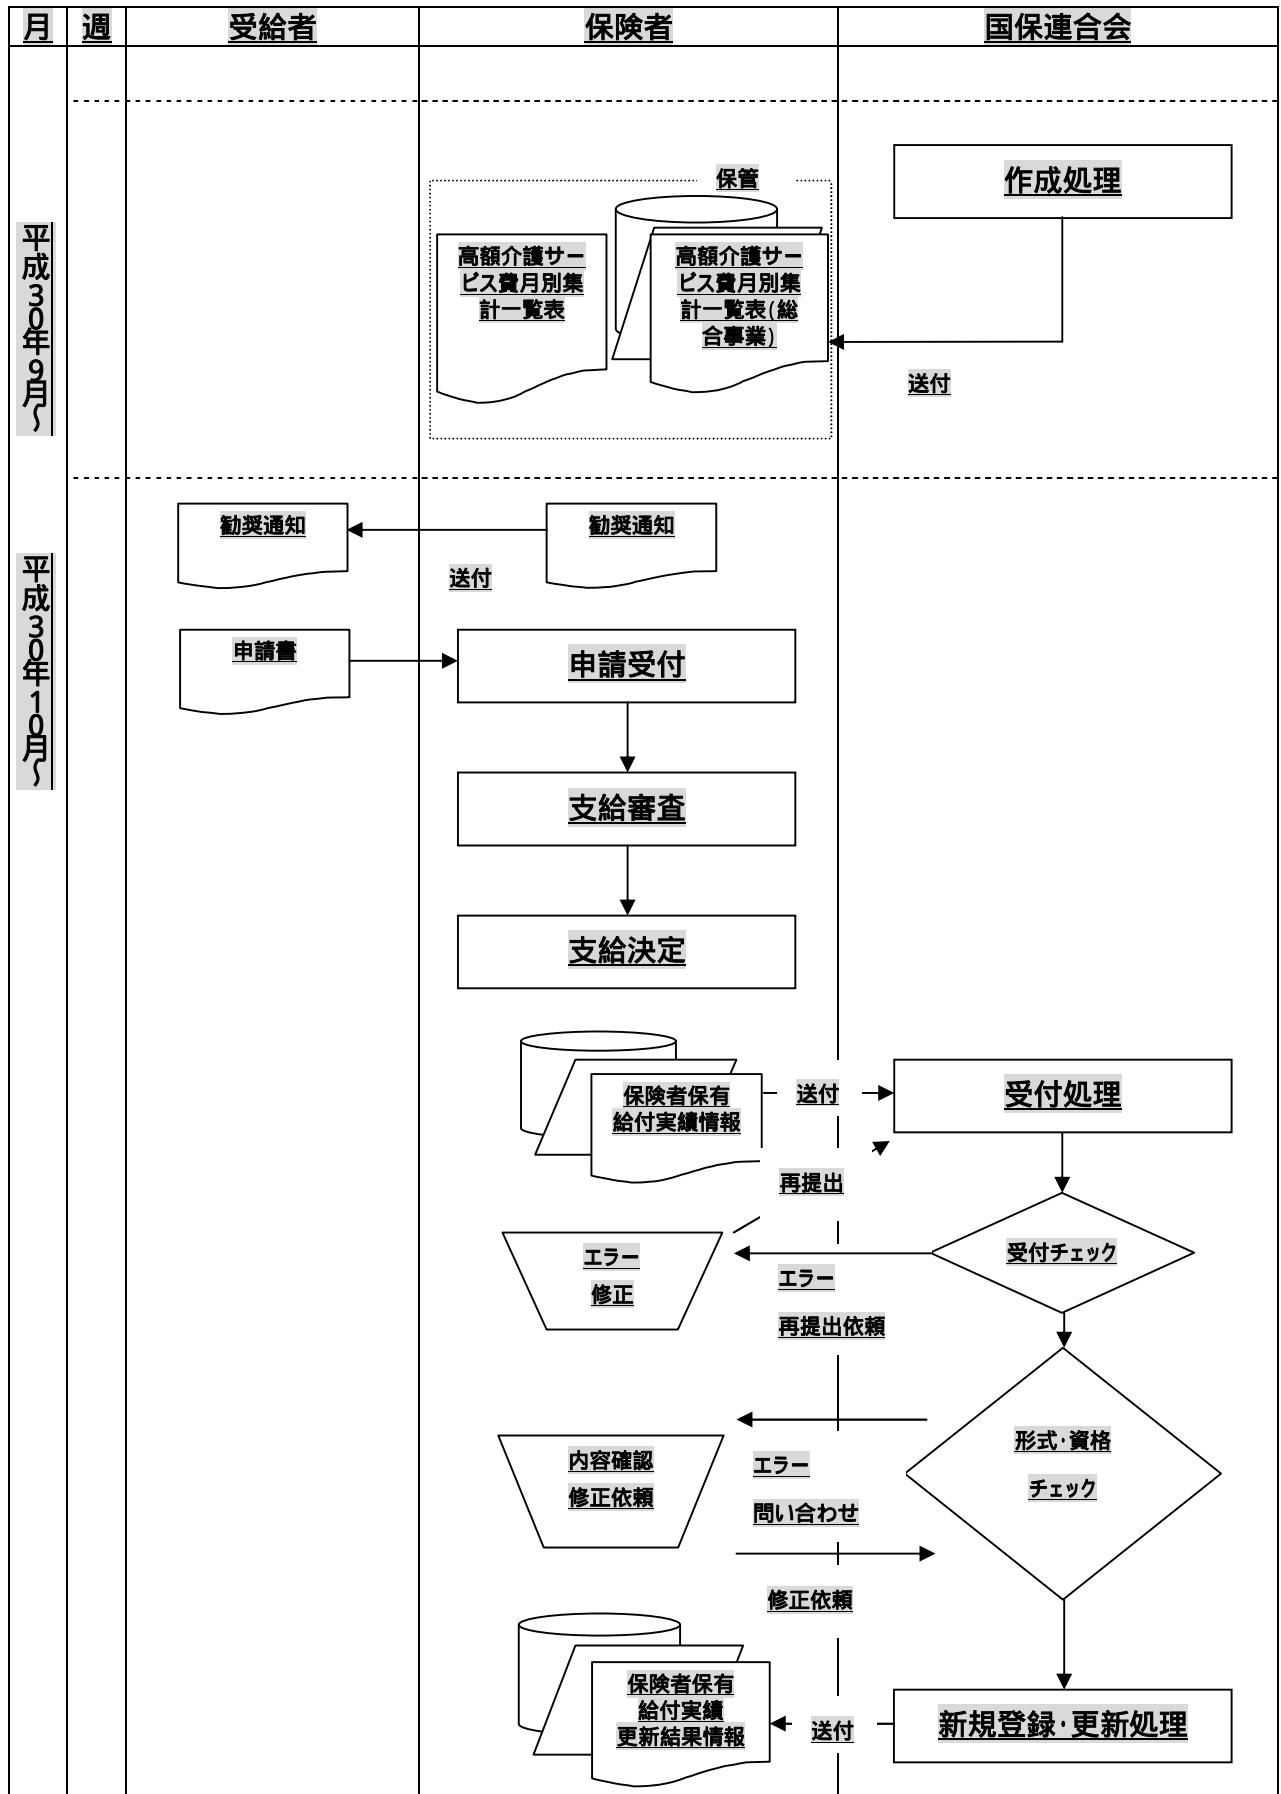 月 週 受給者 保険者 国保連合会
平成30年9月～
作成処理
保管
高額介護サー
ビス費月別集
計一覧表
高額介護サー
ビス費月別集
計一覧表(総
合事業)
送付
平成30年10月～
勧奨通知
勧奨通知
送付
申請書
申請受付
支給審査
支給決定
保険者保有
給付実績情報
送付
受付処理
再提出
エラー
修正
受付チェック
エラー
再提出依頼
形式・資格
チェック
内容確認
修正依頼
エラー
問い合わせ
修正依頼
保険者保有
給付実績
更新結果情報
送付
新規登録・更新処理